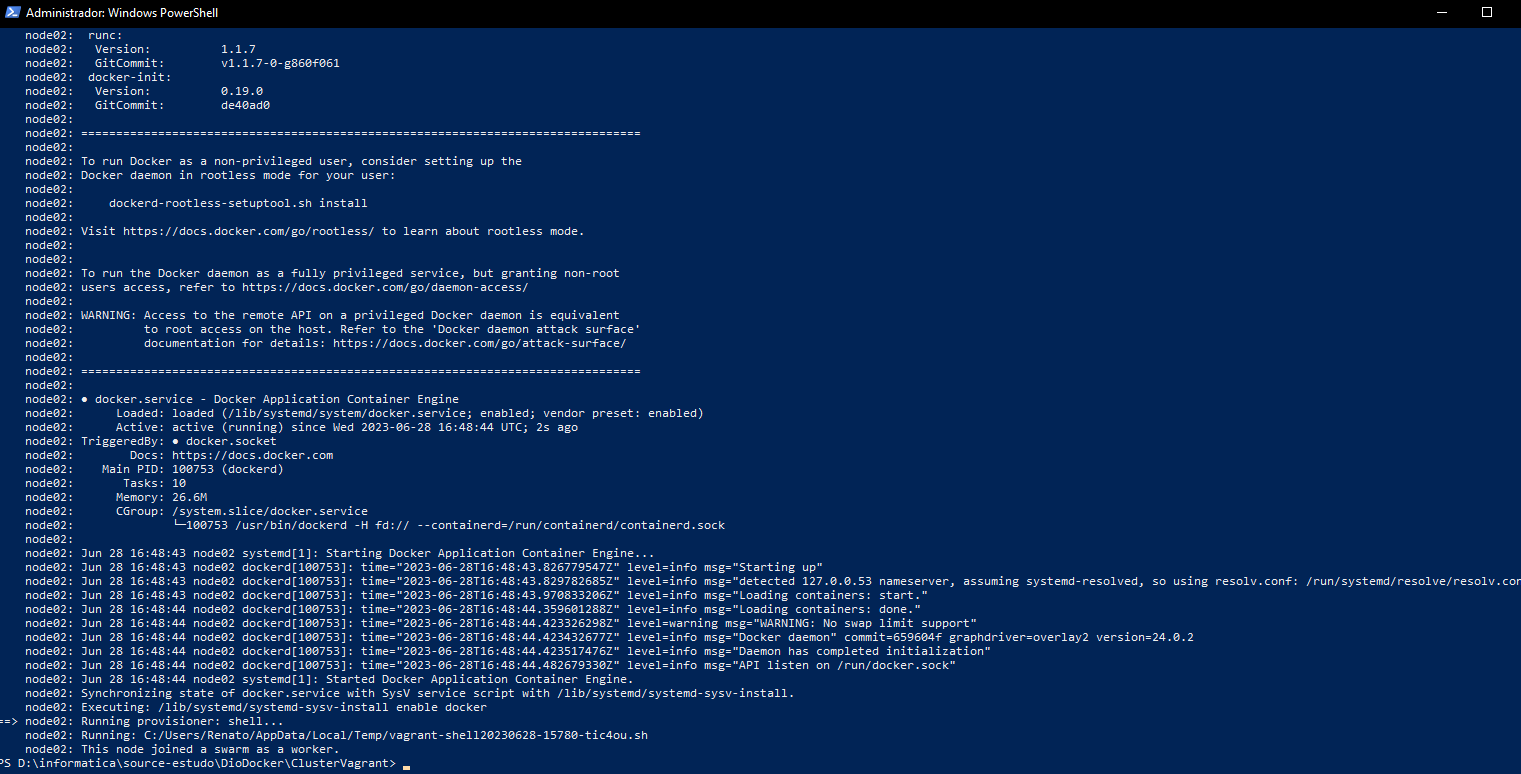 Administrador: Windows PowerShell
node02:  runc:
node02:   Version:          1.1.7
node02:   GitCommit:        v1.1.7-0-g860f061
node02:  docker-init:
node02:   Version:          0.19.0
node02:   GitCommit:        de40ad0
node02:
node02: ================================================================================
node02:
node02: To run Docker as a non-privileged user, consider setting up the
node02: Docker daemon in rootless mode for your user:
node02:
node02:     dockerd-rootless-setuptool.sh install
node02:
node02: Visit https://docs.docker.com/go/rootless/ to learn about rootless mode.
node02:
node02:
node02: To run the Docker daemon as a fully privileged service, but granting non-root
node02: users access, refer to https://docs.docker.com/go/daemon-access/
node02:
node02: WARNING: Access to the remote API on a privileged Docker daemon is equivalent
node02:          to root access on the host. Refer to the 'Docker daemon attack surface'
node02:          documentation for details: https://docs.docker.com/go/attack-surface/
node02:
node02: ================================================================================
node02:
node02: ● docker.service - Docker Application Container Engine
node02:      Loaded: loaded (/lib/systemd/system/docker.service; enabled; vendor preset: enabled)
node02:      Active: active (running) since Wed 2023-06-28 16:48:44 UTC; 2s ago
node02: TriggeredBy: ● docker.socket
node02:        Docs: https://docs.docker.com
node02:    Main PID: 100753 (dockerd)
node02:       Tasks: 10
node02:      Memory: 26.6M
node02:      CGroup: /system.slice/docker.service
node02:              └─100753 /usr/bin/dockerd -H fd:// --containerd=/run/containerd/containerd.sock
node02:
node02: Jun 28 16:48:43 node02 systemd[1]: Starting Docker Application Container Engine...
node02: Jun 28 16:48:43 node02 dockerd[100753]: time="2023-06-28T16:48:43.826779547Z" level=info msg="Starting up"
node02: Jun 28 16:48:43 node02 dockerd[100753]: time="2023-06-28T16:48:43.829782685Z" level=info msg="detected 127.0.0.53 nameserver, assuming systemd-resolved, so using resolv.conf: /run/systemd/resolve/resolv.con
node02: Jun 28 16:48:43 node02 dockerd[100753]: time="2023-06-28T16:48:43.970833206Z" level=info msg="Loading containers: start."
node02: Jun 28 16:48:44 node02 dockerd[100753]: time="2023-06-28T16:48:44.359601288Z" level=info msg="Loading containers: done."
node02: Jun 28 16:48:44 node02 dockerd[100753]: time="2023-06-28T16:48:44.423326298Z" level=warning msg="WARNING: No swap limit support"
node02: Jun 28 16:48:44 node02 dockerd[100753]: time="2023-06-28T16:48:44.423432677Z" level=info msg="Docker daemon" commit=659604f graphdriver=overlay2 version=24.0.2
node02: Jun 28 16:48:44 node02 dockerd[100753]: time="2023-06-28T16:48:44.423517476Z" level=info msg="Daemon has completed initialization"
node02: Jun 28 16:48:44 node02 dockerd[100753]: time="2023-06-28T16:48:44.482679330Z" level=info msg="API listen on /run/docker.sock"
node02: Jun 28 16:48:44 node02 systemd[1]: Started Docker Application Container Engine.
node02: Synchronizing state of docker.service with SysV service script with /lib/systemd/systemd-sysv-install.
node02: Executing: /lib/systemd/systemd-sysv-install enable docker
==> node02: Running provisioner: shell...
node02: Running: C:/Users/Renato/AppData/Local/Temp/vagrant-shell20230628-15780-tic4ou.sh
node02: This node joined a swarm as a worker.
PS D:\informatica\source-estudo\DioDocker\ClusterVagrant>